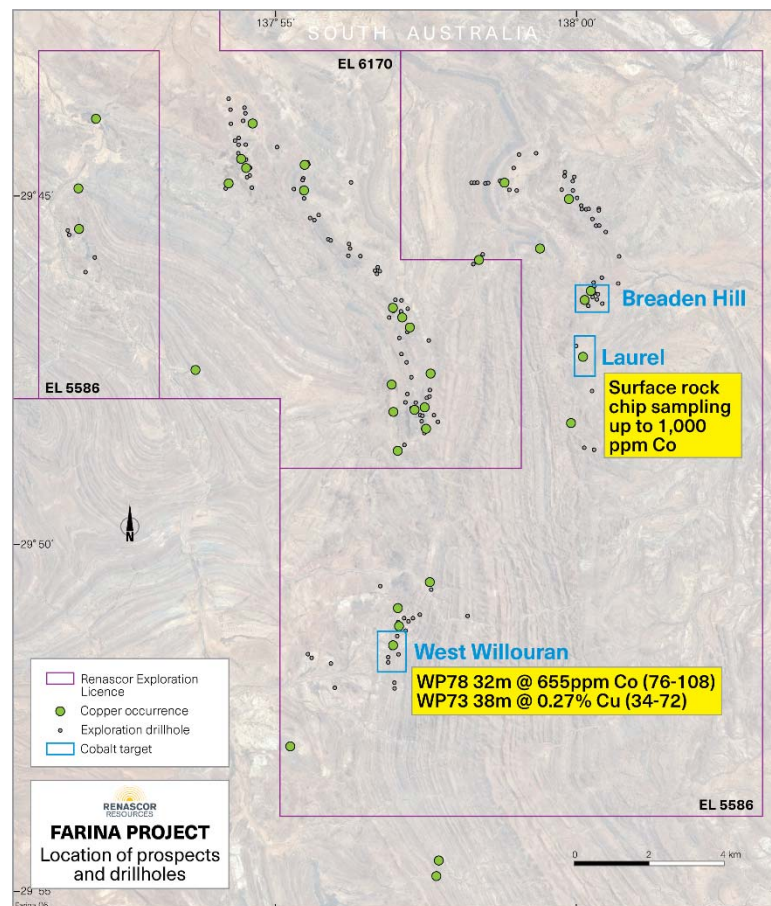 137°55'
138°00'
SOUTH AUSTRALIA
EL 6170
29°45'
Breaden Hill
Laurel
Surface rock
chip sampling
up to 1,000
ppm Co
EL 5586
29°50'
N
West Willouran
WP78 32m @ 655ppm Co (76-108)
WP73 38m @ 0.27% Cu (34-72)
Renascor Exploration
Licence
Copper occurrence
Exploration drillhole
Cobalt target
EL 5586
RENASCOR
RESOURCES
FARINA PROJECT
Location of prospects
and drillholes
0 2 4 km
29°55'